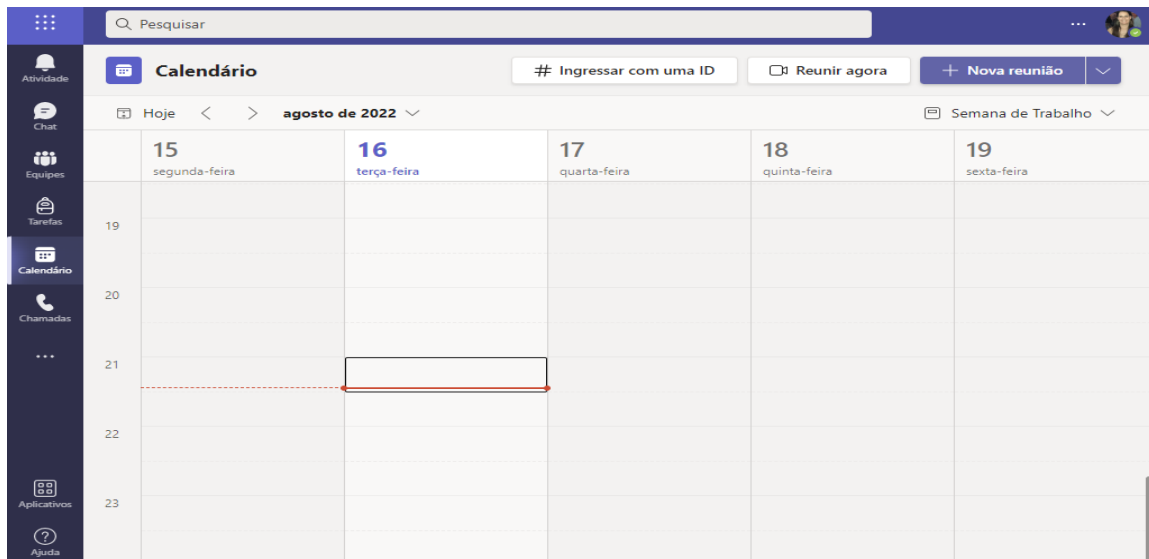 Pesquisar
Atividade
Chat
Equipes
Tarefas
Calendário
Chamadas
Aplicativos
Ajuda
Calendário
# Ingressar com uma ID
Reunir agora
+ Nova reunião
Hoje < > agosto de 2022
Semana de Trabalho
15 16 17 18 19
segunda-feira terça-feira quarta-feira quinta-feira sexta-feira
19
20
21
22
23